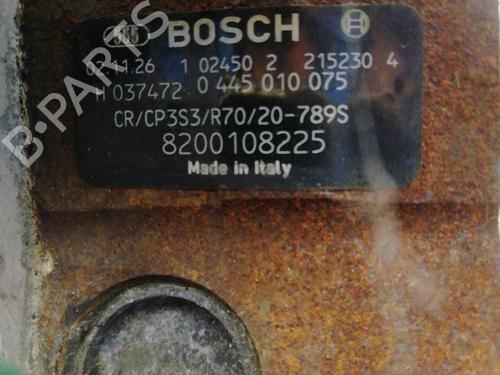 BOSCH
11.26 1 02450 2 215230 4
H 037472 0 445 010 075
CR/CP3S3/R70/20-789S
8200108225
Made in Italy
B-PARTS